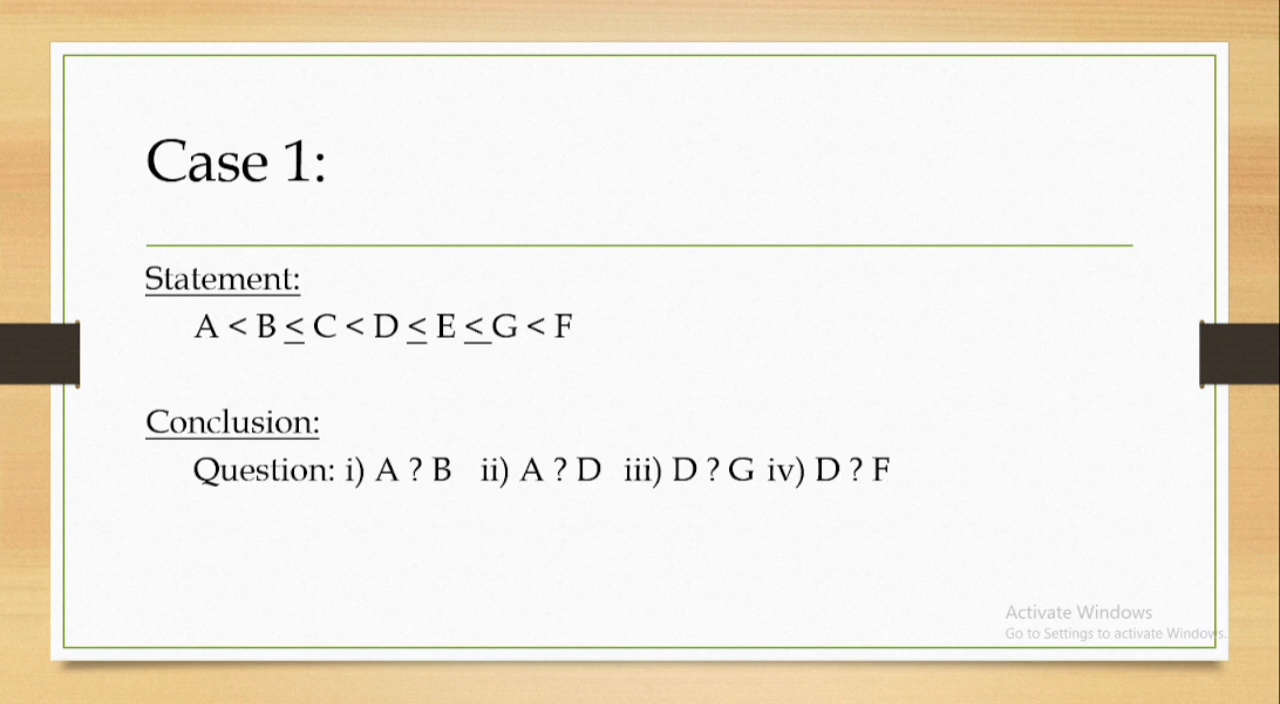 Case 1:
Statement:
A < B ≤ C < D ≤ E ≤ G < F
Conclusion:
Question: i) A ? B ii) A ? D iii) D ? G iv) D ? F
Activate Windows
Go to Settings to activate Windows.